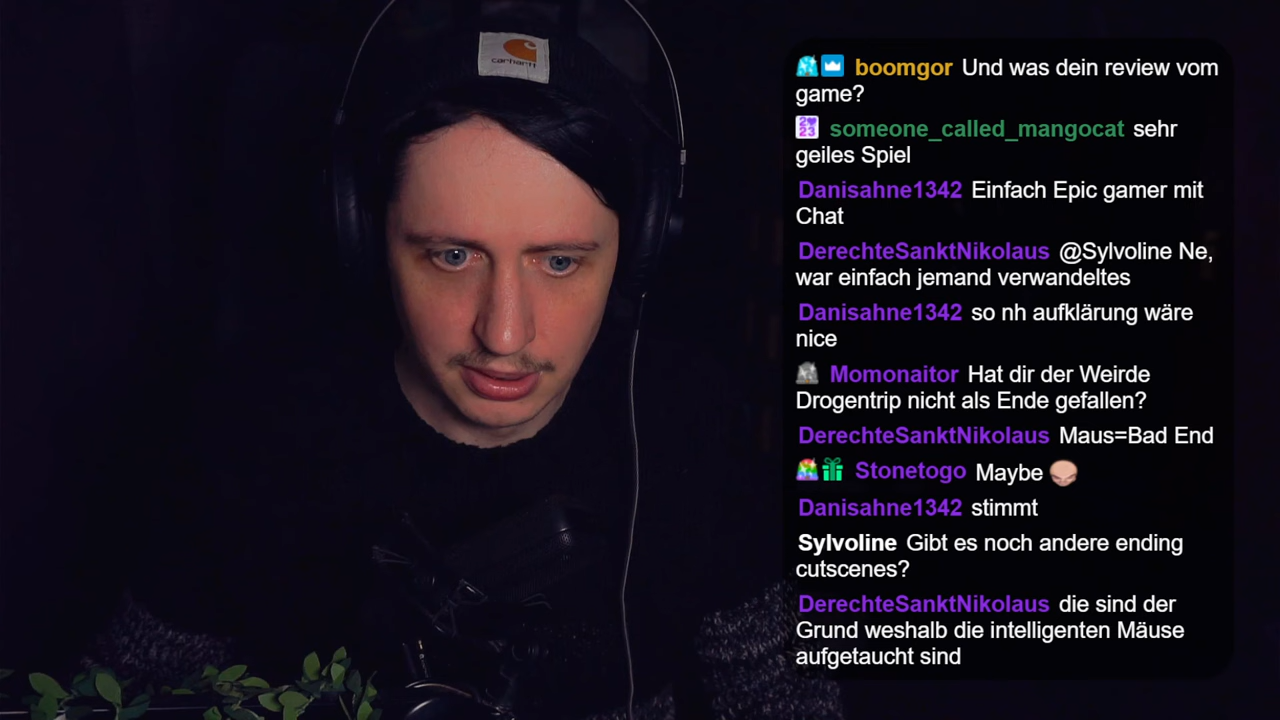 carhartt
boomgor Und was dein review vom
game?
someone_called_mangocat sehr
geiles Spiel
Danisahne1342 Einfach Epic gamer mit
Chat
DerechteSanktNikolaus @Sylvoline Ne,
war einfach jemand verwandeltes
Danisahne1342 so nh aufklärung wäre
nice
Momonaitor Hat dir der Weirde
Drogentrip nicht als Ende gefallen?
DerechteSanktNikolaus Maus=Bad End
Stonetogo Maybe
Danisahne1342 stimmt
Sylvoline Gibt es noch andere ending
cutscenes?
DerechteSanktNikolaus die sind der
Grund weshalb die intelligenten Mäuse
aufgetaucht sind